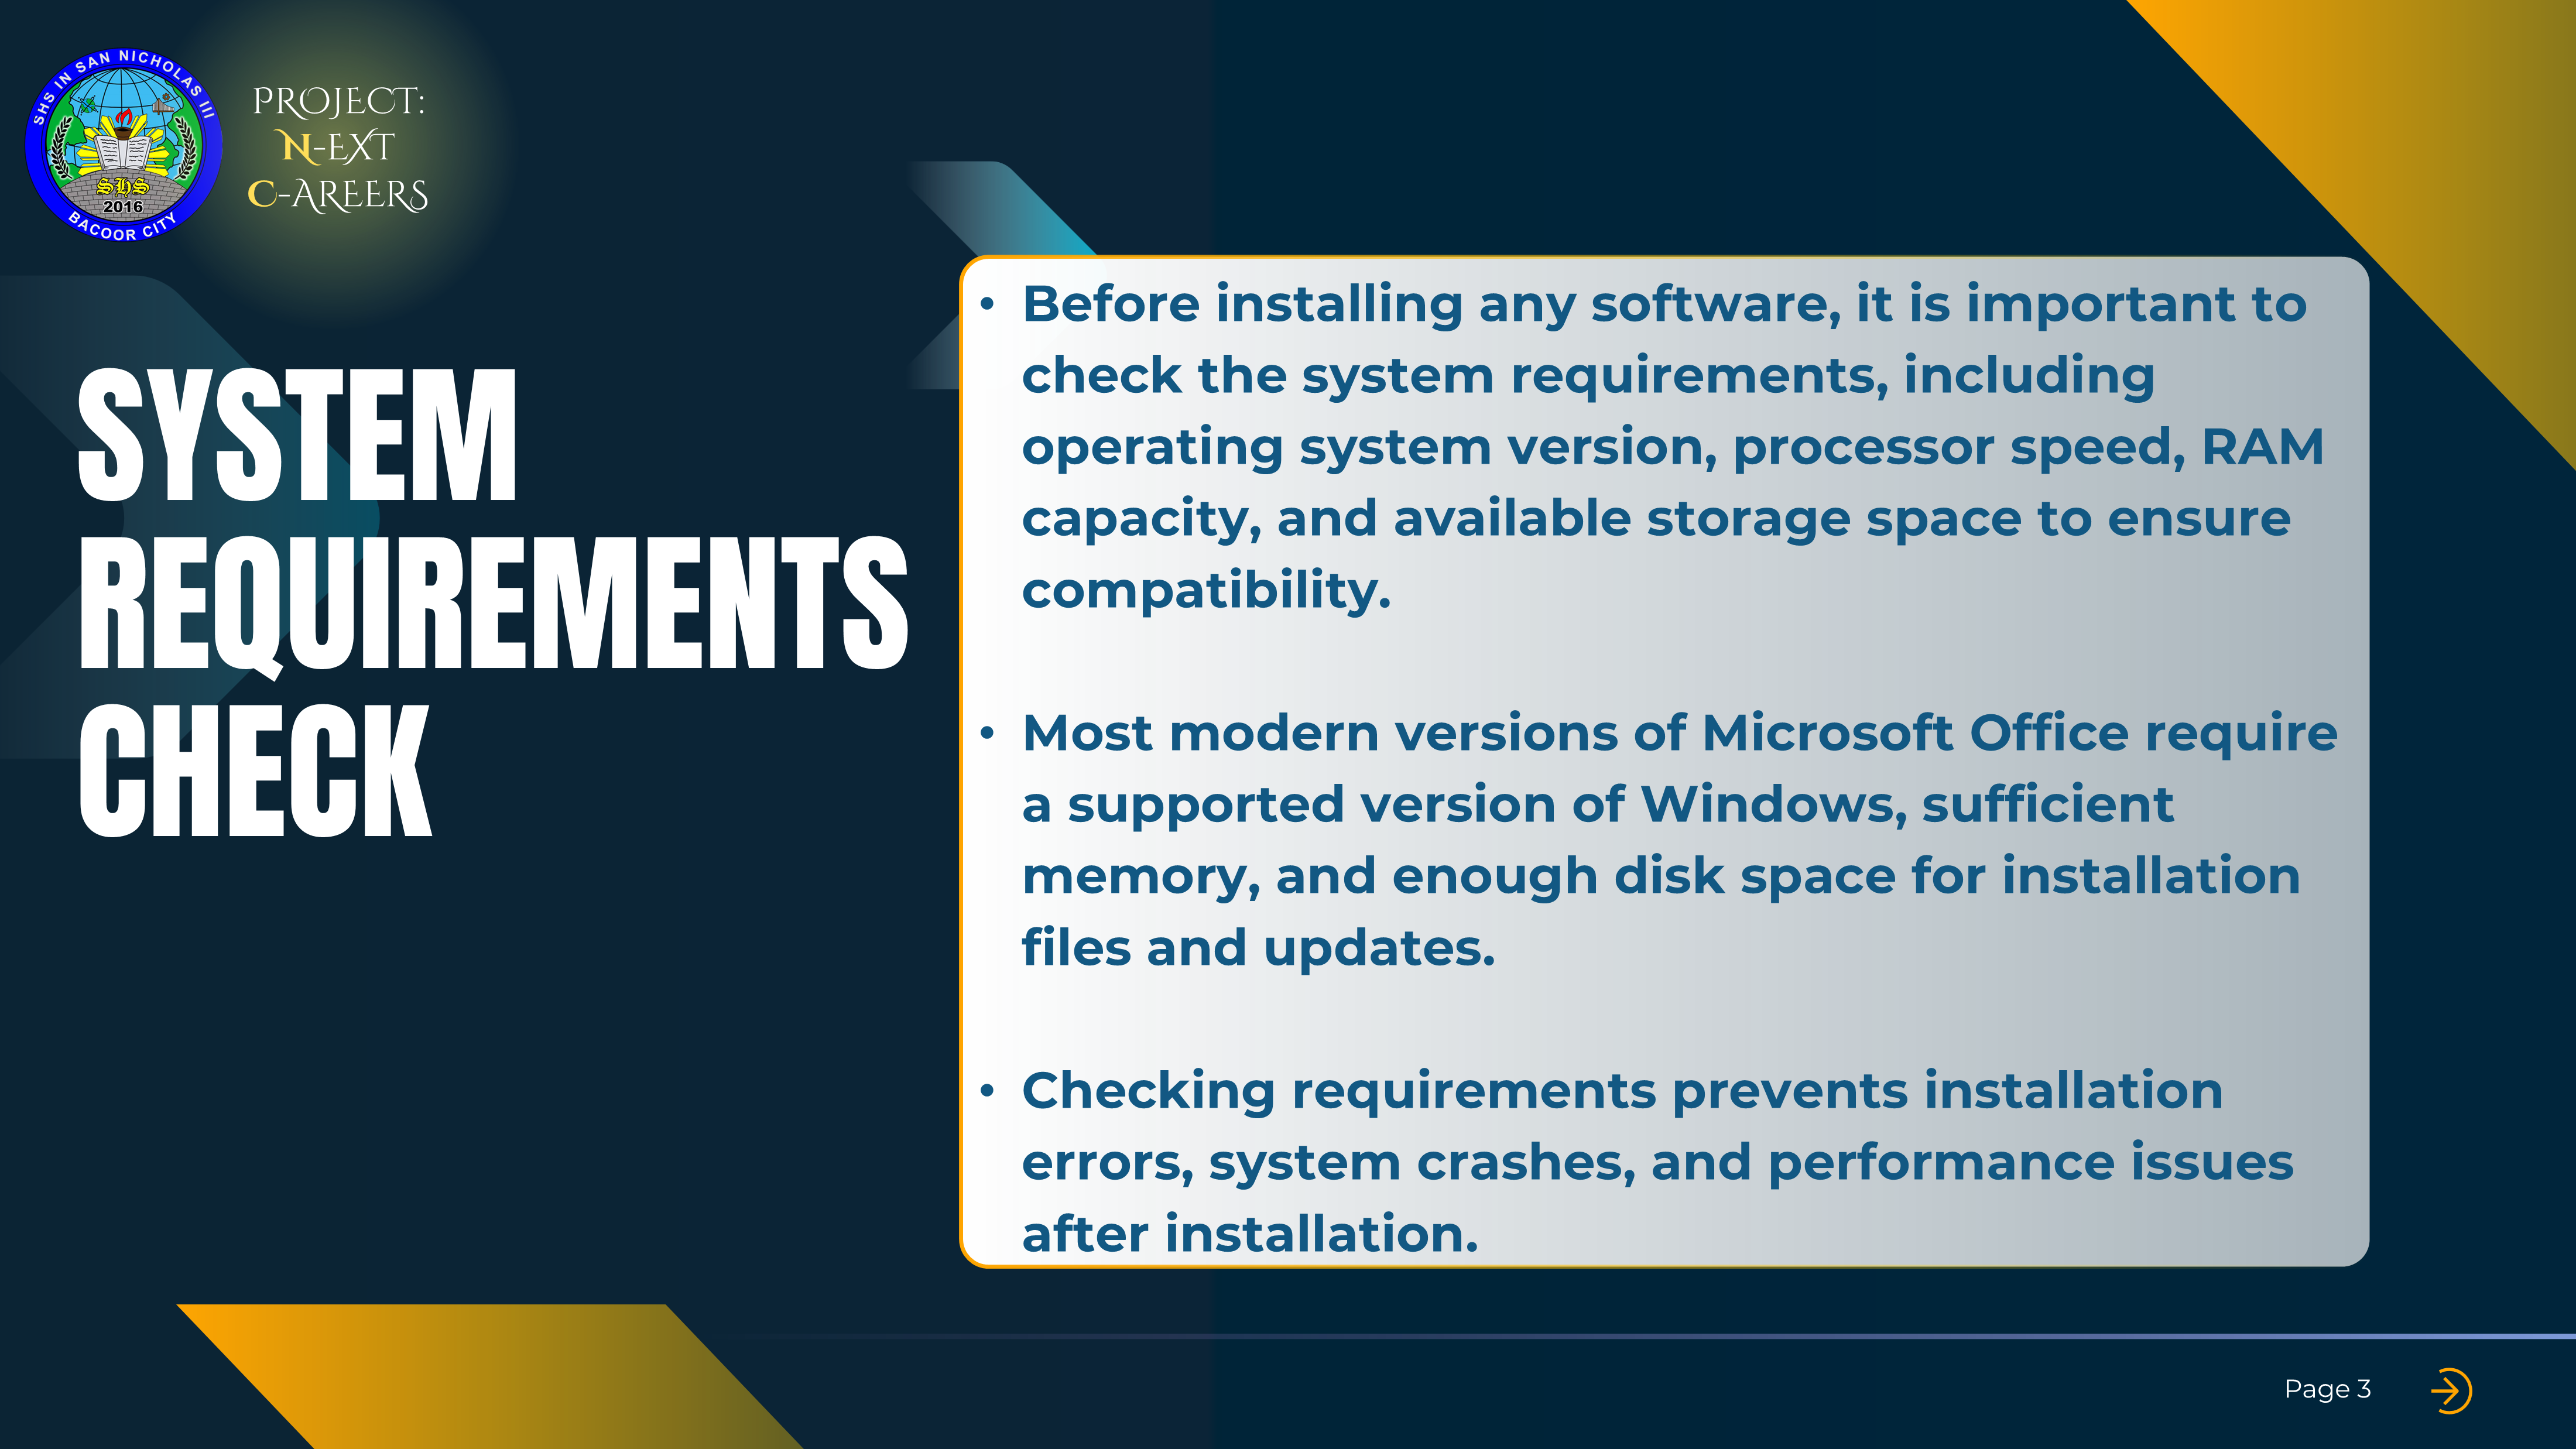 SHS IN SAN NICHOLAS III
SHS
2016
BACOOR CITY
PROJECT:
N-EXT
C-AREERS
SYSTEM
REQUIREMENTS
CHECK
• Before installing any software, it is important to
check the system requirements, including
operating system version, processor speed, RAM
capacity, and available storage space to ensure
compatibility.
• Most modern versions of Microsoft Office require
a supported version of Windows, sufficient
memory, and enough disk space for installation
files and updates.
• Checking requirements prevents installation
errors, system crashes, and performance issues
after installation.
Page 3